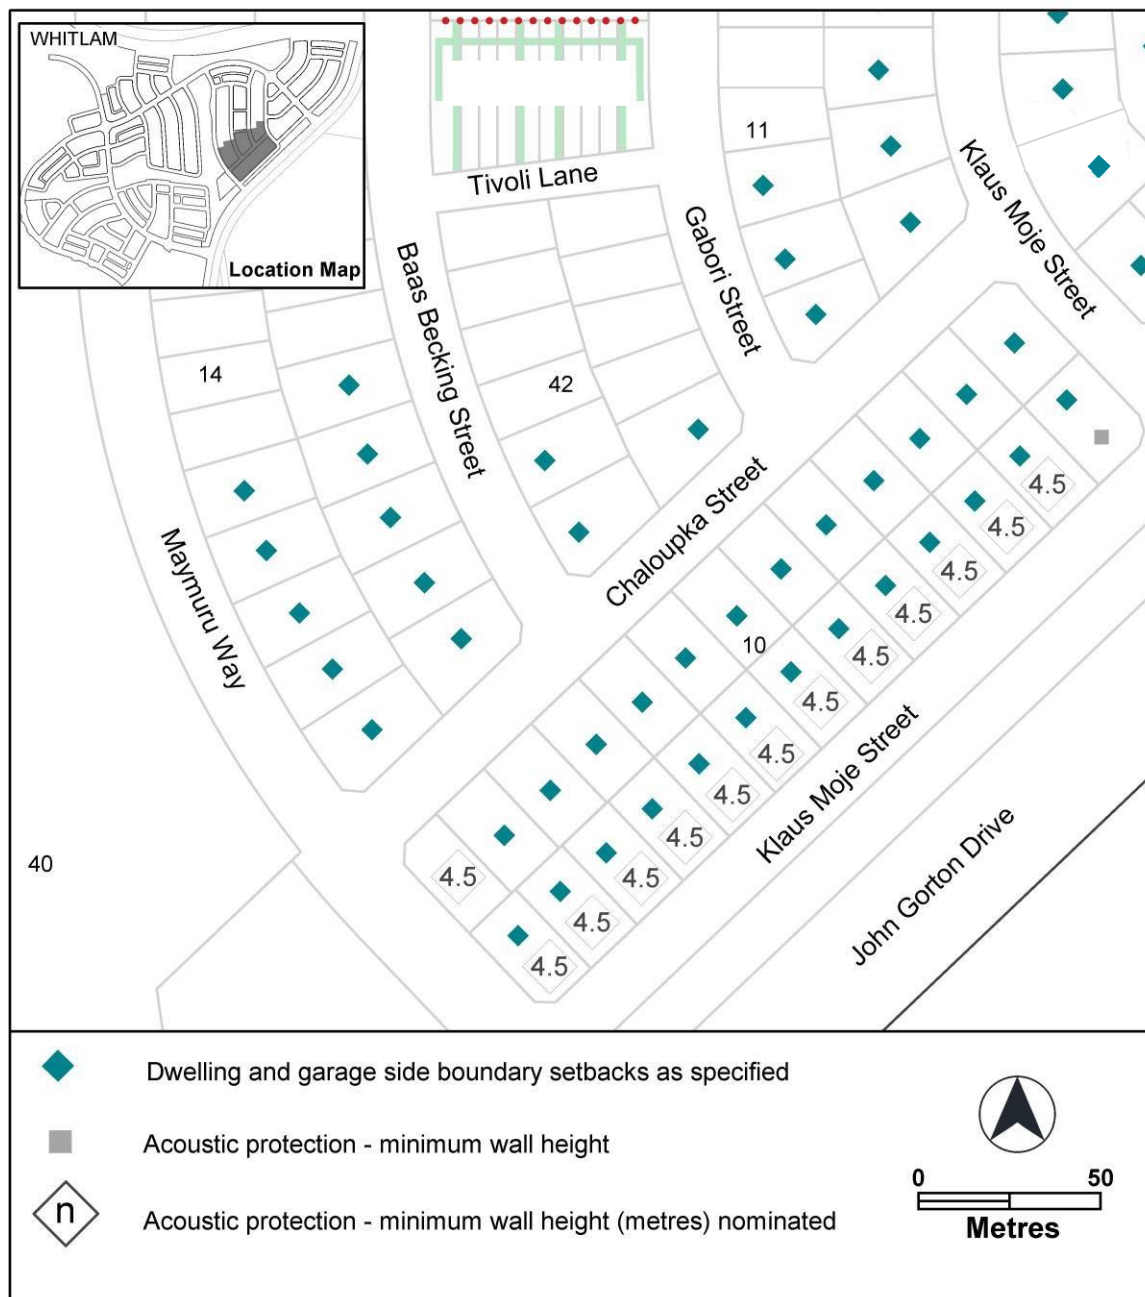 WHITLAM
Location Map
Tivoli Lane
11
Klaus Moje Street
Gabori Street
Baas Becking Street
14
42
Chaloupka Street
Maymuru Way
4.5
4.5
4.5
4.5
4.5
10
4.5
4.5
4.5
4.5
4.5
4.5
4.5
4.5
Klaus Moje Street
40
4.5
John Gorton Drive
Dwelling and garage side boundary setbacks as specified
Acoustic protection - minimum wall height
n
Acoustic protection - minimum wall height (metres) nominated
0 50
Metres